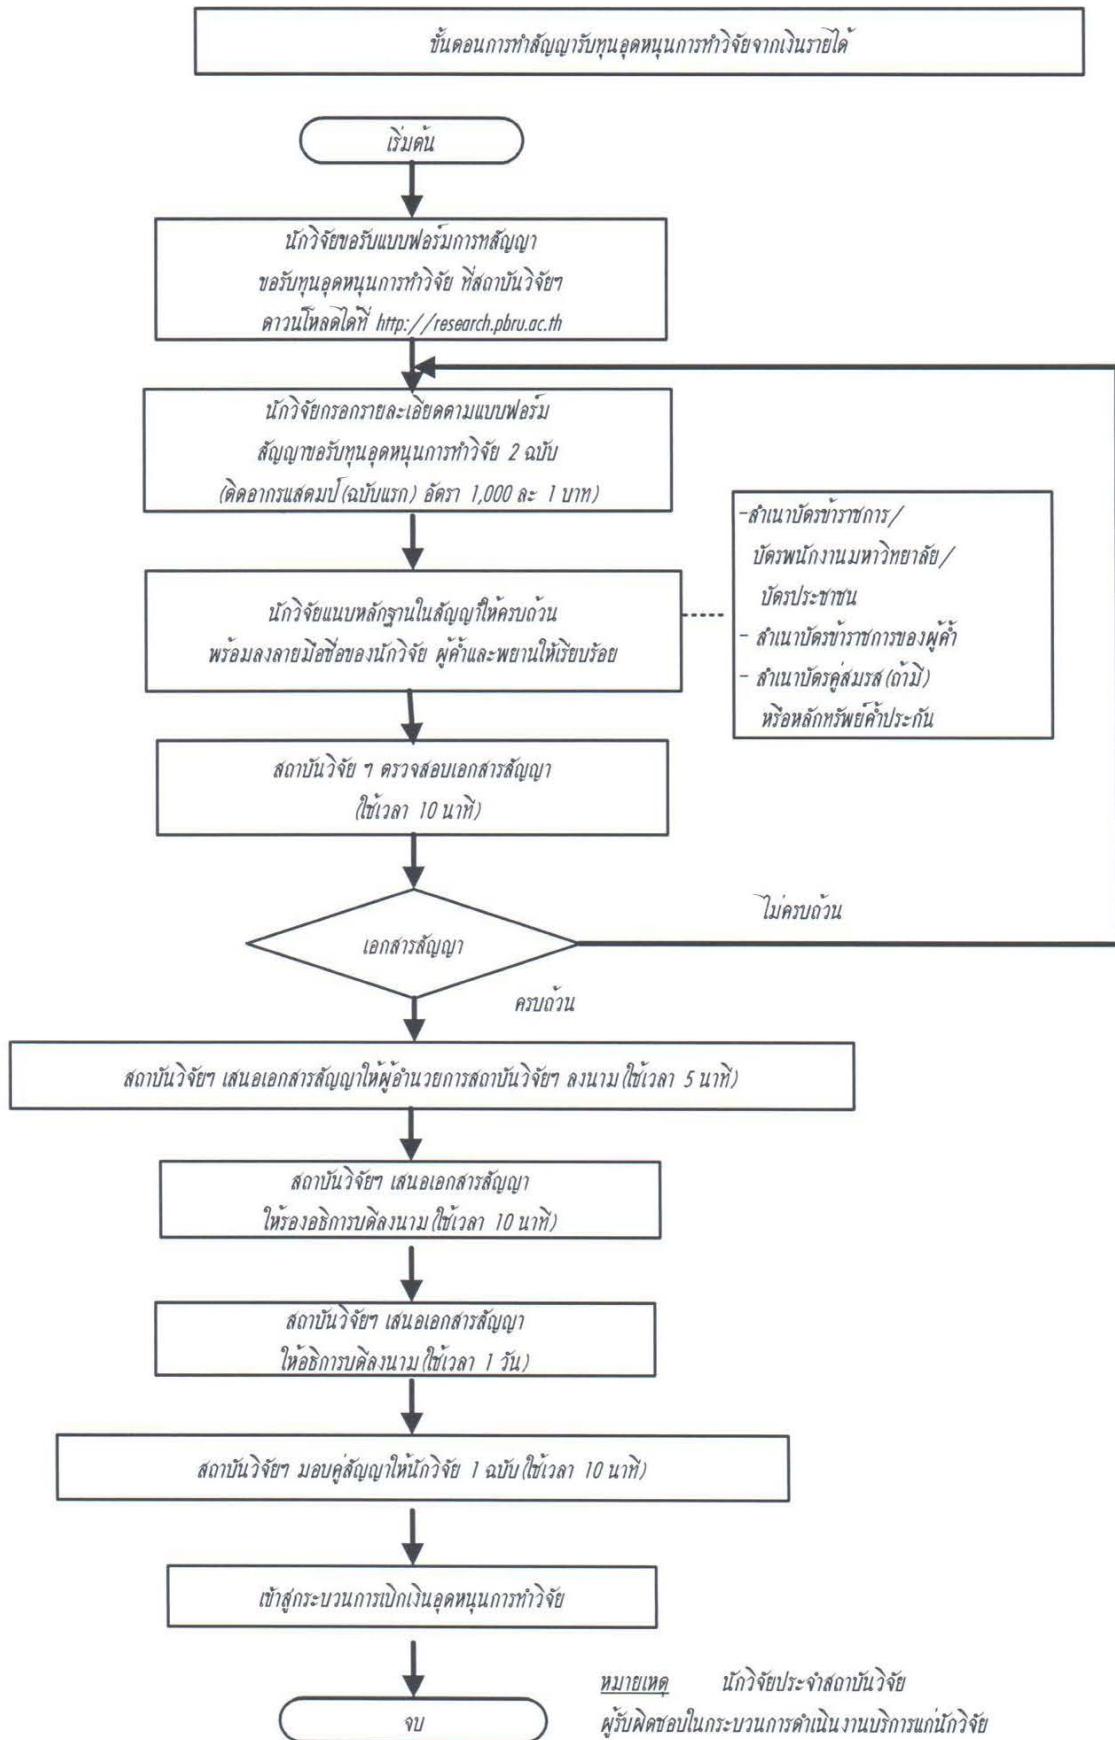 ขั้นตอนการทำสัญญารับทุนอุดหนุนการทำวิจัยจากเงินรายได้
เริ่มต้น
นักวิจัยขอรับแบบฟอร์มการทสัญญา
ขอรับทุนอุดหนุนการทำวิจัย ที่สถาบันวิจัยฯ
ดาวน์โหลดได้ที่ http://research.pbru.ac.th
นักวิจัยกรอกรายละเอียดตามแบบฟอร์ม
สัญญาขอรับทุนอุดหนุนการทำวิจัย 2 ฉบับ
(ติดอากรแสตมป์(ฉบับแรก) อัตรา 1,000 ละ 1 บาท)
-สำเนาบัตรข้าราชการ/
บัตรพนักงานมหาวิทยาลัย/
บัตรประชาชน
- สำเนาบัตรข้าราชการของผู้ค้ำ
- สำเนาบัตรคู่สมรส(ถ้ามี)
หรือหลักทรัพย์ค้ำประกัน
นักวิจัยแนบหลักฐานในสัญญาให้ครบถ้วน
พร้อมลงลายมือชื่อของนักวิจัย ผู้ค้ำและพยานให้เรียบร้อย
สถาบันวิจัย ฯ ตรวจสอบเอกสารสัญญา
(ใช้เวลา 10 นาที)
ไม่ครบถ้วน
เอกสารสัญญา
ครบถ้วน
สถาบันวิจัยฯ เสนอเอกสารสัญญาให้ผู้อำนวยการสถาบันวิจัยฯ ลงนาม(ใช้เวลา 5 นาที)
สถาบันวิจัยฯ เสนอเอกสารสัญญา
ให้รองอธิการบดีลงนาม(ใช้เวลา 10 นาที)
สถาบันวิจัยฯ เสนอเอกสารสัญญา
ให้อธิการบดีลงนาม(ใช้เวลา 1 วัน)
สถาบันวิจัยฯ มอบคู่สัญญาให้นักวิจัย 1 ฉบับ(ใช้เวลา 10 นาที)
เข้าสู่กระบวนการเบิกเงินอุดหนุนการทำวิจัย
จบ
หมายเหตุ นักวิจัยประจำสถาบันวิจัย
ผู้รับผิดชอบในกระบวนการดำเนินงานบริการแก่นักวิจัย